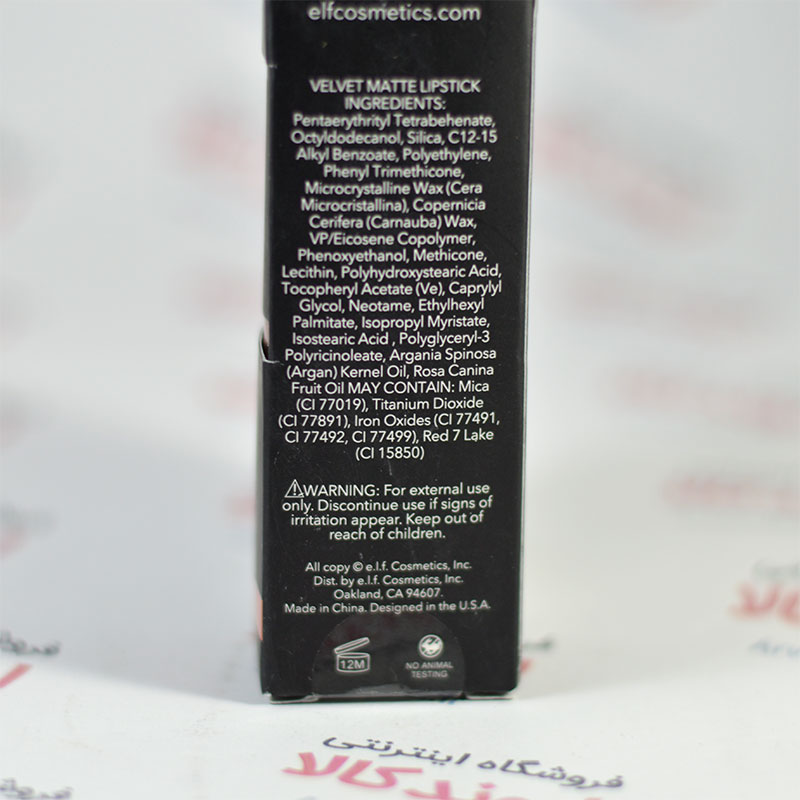 elfcosmetics.com
VELVET MATTE LIPSTICK
INGREDIENTS:
Pentaerythrityl Tetrabehenate,
Octyldodecanol, Silica, C12-15
Alkyl Benzoate, Polyethylene,
Phenyl Trimethicone,
Microcrystalline Wax (Cera
Microcristallina), Copernicia
Cerifera (Carnauba) Wax,
VP/Eicosene Copolymer,
Phenoxyethanol, Methicone,
Lecithin, Polyhydroxystearic Acid,
Tocopheryl Acetate (Ve), Caprylyl
Glycol, Neotame, Ethylhexyl
Palmitate, Isopropyl Myristate,
Isostearic Acid , Polyglyceryl-3
Polyricinoleate, Argania Spinosa
(Argan) Kernel Oil, Rosa Canina
Fruit Oil MAY CONTAIN: Mica
(CI 77019), Titanium Dioxide
(CI 77891), Iron Oxides (CI 77491,
CI 77492, CI 77499), Red 7 Lake
(CI 15850)
WARNING: For external use
only. Discontinue use if signs of
irritation appear. Keep out of
reach of children.
All copy © e.l.f. Cosmetics, Inc.
Dist. by e.l.f. Cosmetics, Inc.
Oakland, CA 94607.
Made in China. Designed in the U.S.A.
12M
NO ANIMAL
TESTING
فروشگاه اینترنتی